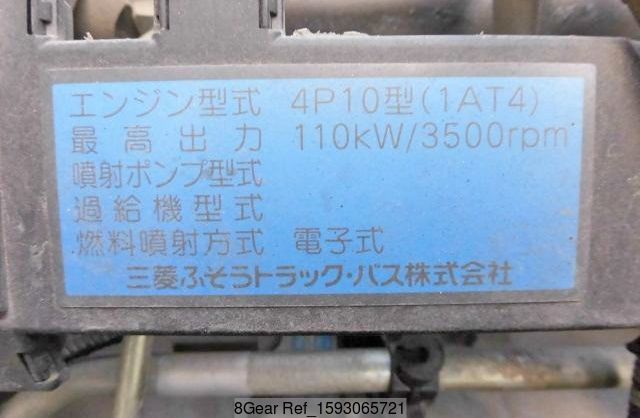 エンジン型式 4P10型(1AT4)
最高出力 110kW/3500rpm
噴射ポンプ型式
過給機型式
燃料噴射方式 電子式
三菱ふそうトラック・バス株式会社
8Gear Ref_1593065721